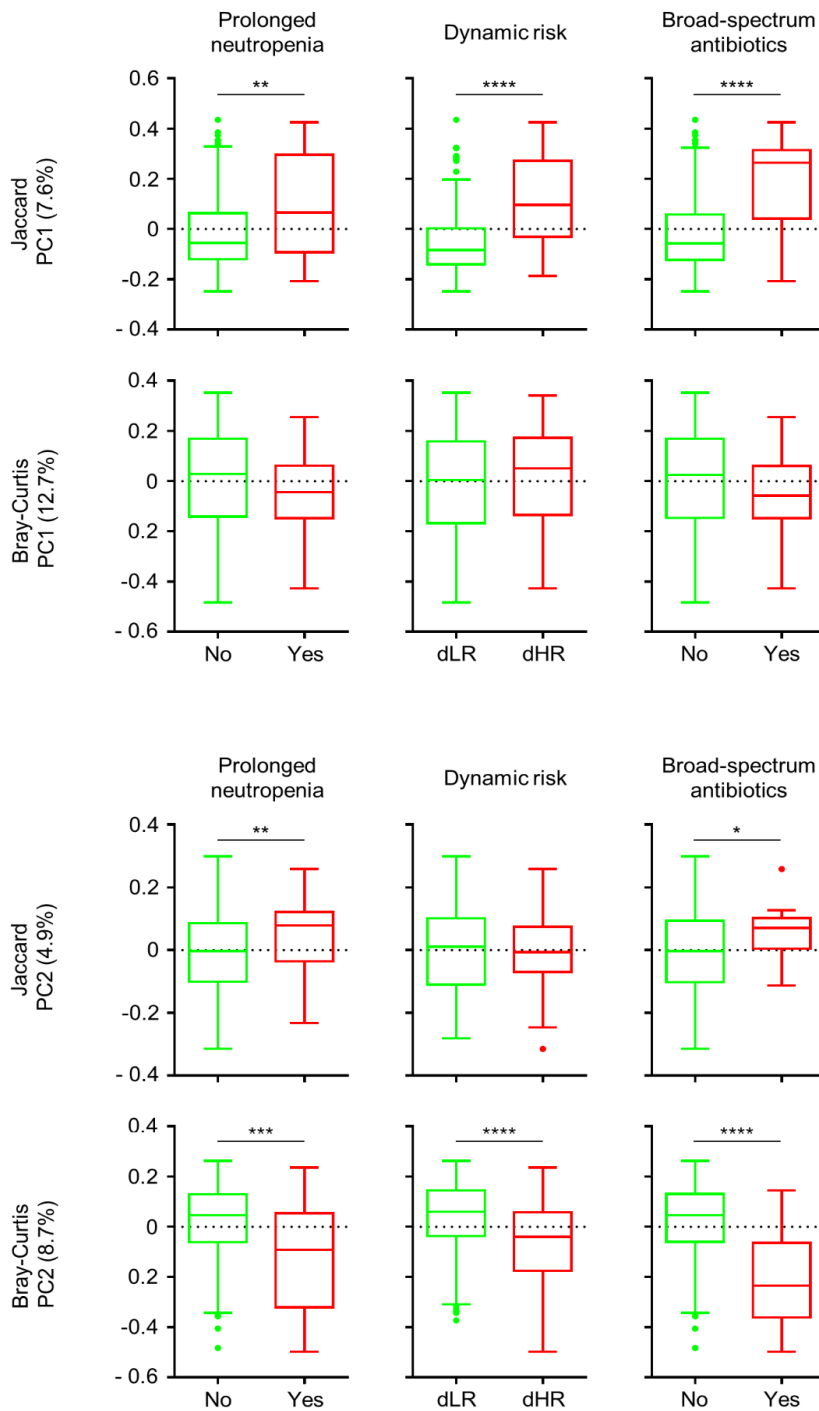 Prolonged
neutropenia
Dynamic risk
Broad-spectrum
antibiotics
Jaccard
PC1 (7.6%)
0.6
0.4
0.2
0
-0.2
- 0.4
**
****
****
Bray-Curtis
PC1 (12.7%)
0.4
0.2
0
0.2
-0.4
- 0.6
No
Yes
dLR
dHR
No
Yes
Prolonged
neutropenia
Dynamic risk
Broad-spectrum
antibiotics
Jaccard
PC2 (4.9%)
0.4
0.2
0
-0.2
- 0.4
**
*
Bray-Curtis
PC2 (8.7%)
0.4
0.2
0
0.2
-0.4
- 0.6
***
****
****
No
Yes
dLR
dHR
No
Yes